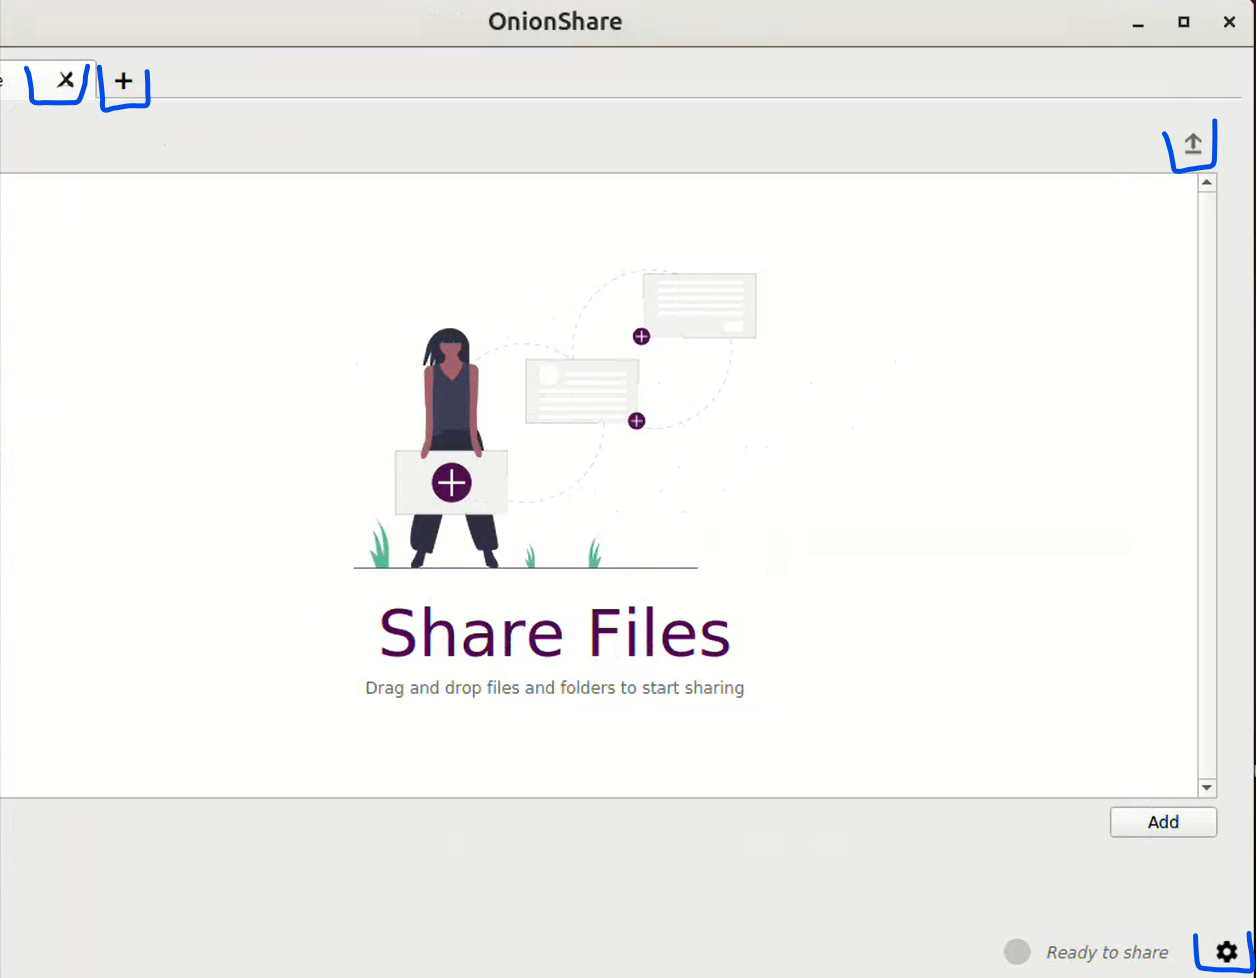 OnionShare
e
Share Files
Drag and drop files and folders to start sharing
Add
Ready to share